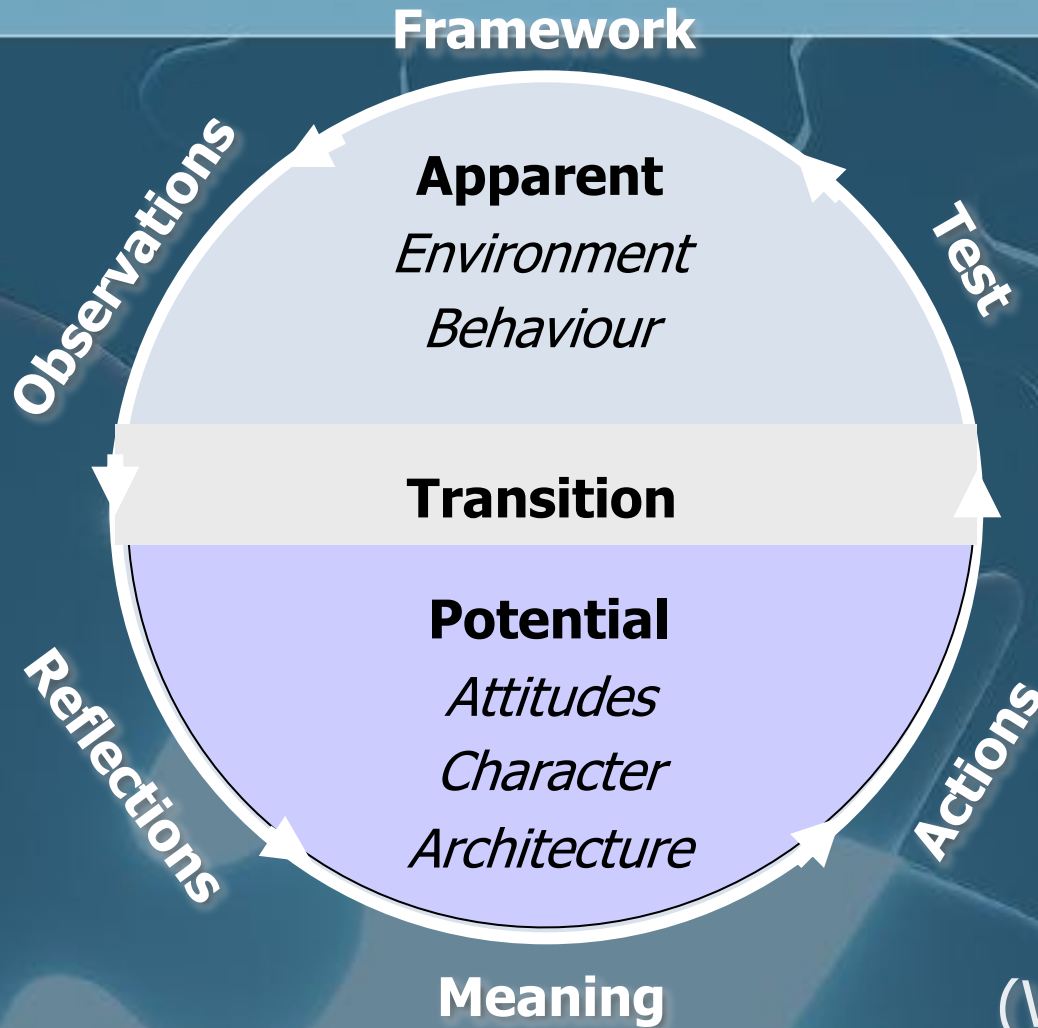 Framework
Observations
Test
Apparent
Environment
Behaviour
Transition
Potential
Attitudes
Character
Architecture
Reflections
Actions
Meaning